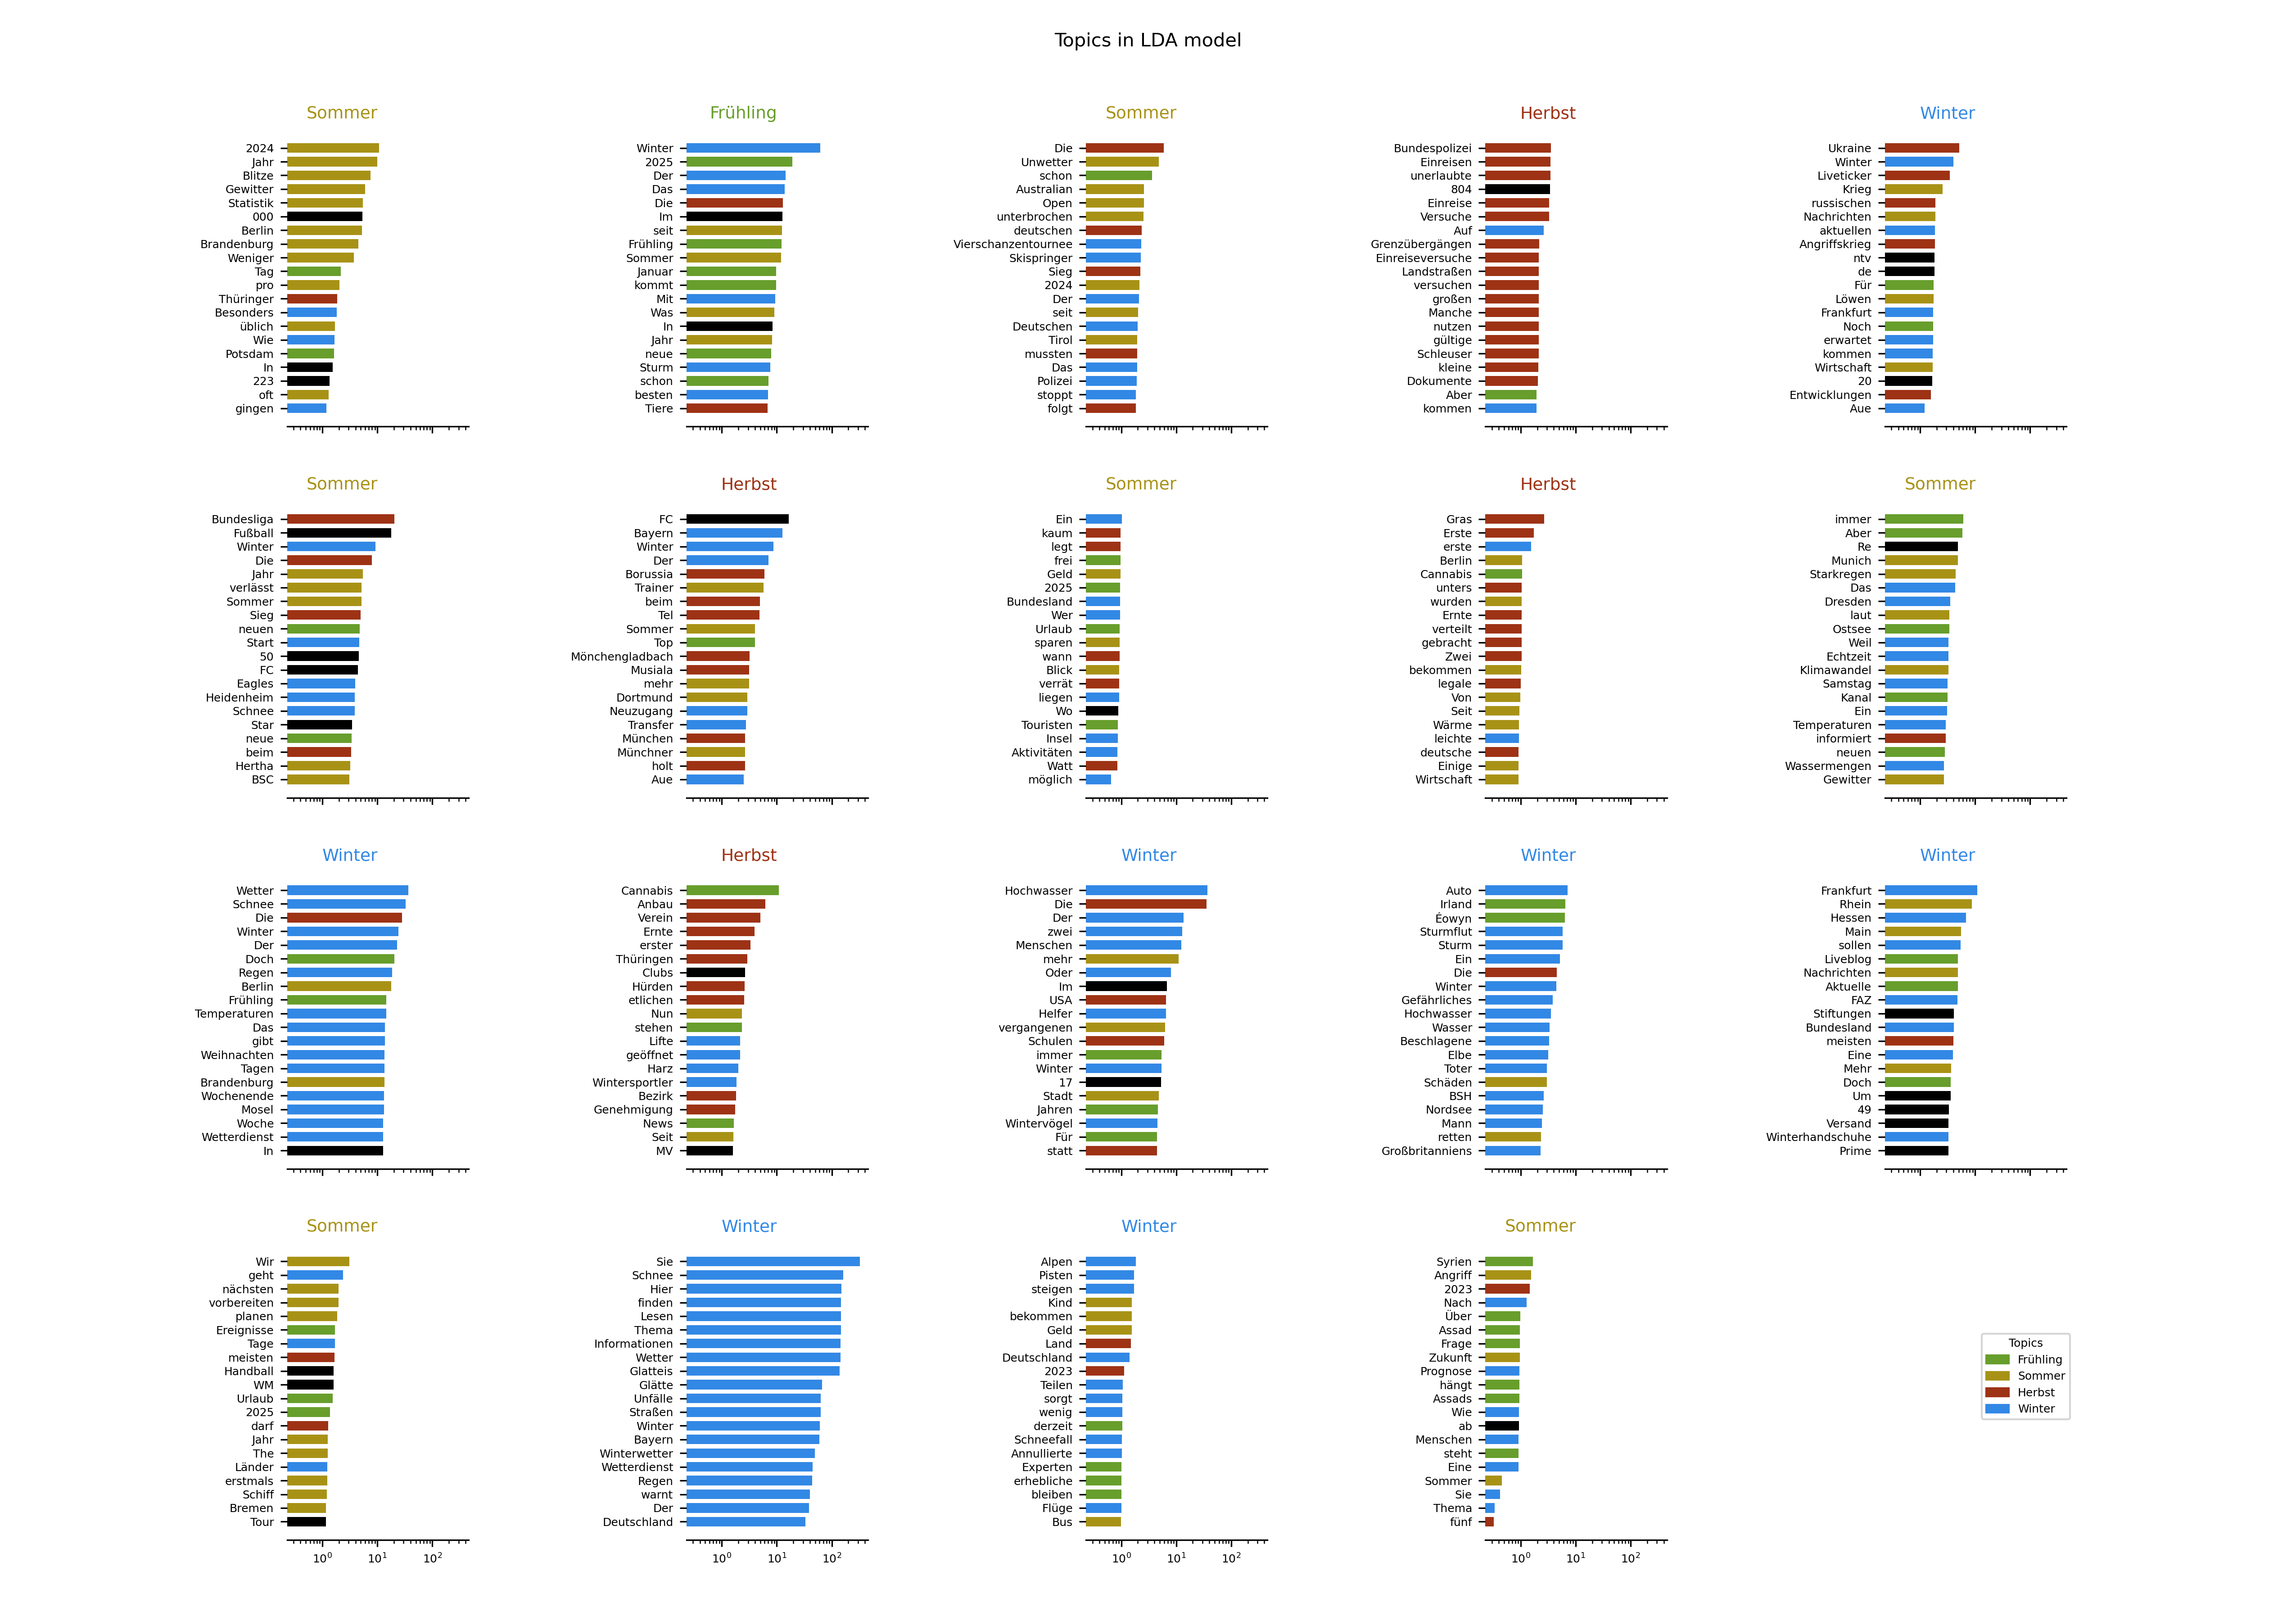 Topics in LDA model
Sommer
2024
Jahr
Blitze
Gewitter
Statistik
000
Berlin
Brandenburg
Weniger
Tag
pro
Thüringer
Besonders
üblich
Wie
Potsdam
In
223
oft
gingen
Frühling
Winter
2025
Der
Das
Die
Im
seit
Frühling
Sommer
Januar
kommt
Mit
Was
In
Jahr
neue
Sturm
schon
besten
Tiere
Sommer
Die
Unwetter
schon
Australian
Open
unterbrochen
deutschen
Vierschanzentournee
Skispringer
Sieg
2024
Der
seit
Deutschen
Tirol
mussten
Das
Polizei
stoppt
folgt
Herbst
Bundespolizei
Einreisen
unerlaubte
804
Einreise
Versuche
Auf
Grenzübergängen
Einreiseversuche
Landstraßen
versuchen
großen
Manche
nutzen
gültige
Schleuser
kleine
Dokumente
Aber
kommen
Winter
Ukraine
Winter
Liveticker
Krieg
russischen
Nachrichten
aktuellen
Angriffskrieg
ntv
de
Für
Löwen
Frankfurt
Noch
erwartet
kommen
Wirtschaft
20
Entwicklungen
Aue
Sommer
Bundesliga
Fußball
Winter
Die
Jahr
verlässt
Sommer
Sieg
neuen
Start
50
FC
Eagles
Heidenheim
Schnee
Star
neue
beim
Hertha
BSC
Herbst
FC
Bayern
Winter
Der
Borussia
Trainer
beim
Tel
Sommer
Top
Mönchengladbach
Musiala
mehr
Dortmund
Neuzugang
Transfer
München
Münchner
holt
Aue
Sommer
Ein
kaum
legt
frei
Geld
2025
Bundesland
Wer
Urlaub
sparen
wann
Blick
verrät
liegen
Wo
Touristen
Insel
Aktivitäten
Watt
möglich
Herbst
Gras
Erste
erste
Berlin
Cannabis
unters
wurden
Ernte
verteilt
gebracht
Zwei
bekommen
legale
Von
Seit
Wärme
leichte
deutsche
Einige
Wirtschaft
Sommer
immer
Aber
Re
Munich
Starkregen
Das
Dresden
laut
Ostsee
Weil
Echtzeit
Klimawandel
Samstag
Kanal
Ein
Temperaturen
informiert
neuen
Wassermengen
Gewitter
Winter
Wetter
Schnee
Die
Winter
Der
Doch
Regen
Berlin
Frühling
Temperaturen
Das
gibt
Weihnachten
Tagen
Brandenburg
Wochenende
Mosel
Woche
Wetterdienst
In
Herbst
Cannabis
Anbau
Verein
Ernte
erster
Thüringen
Clubs
Hürden
etlichen
Nun
stehen
Lifte
geöffnet
Harz
Wintersportler
Bezirk
Genehmigung
News
Seit
MV
Winter
Hochwasser
Die
Der
zwei
Menschen
mehr
Oder
Im
USA
Helfer
vergangenen
Schulen
immer
Winter
17
Stadt
Jahren
Wintervögel
Für
statt
Winter
Auto
Irland
Éowyn
Sturmflut
Sturm
Ein
Die
Winter
Gefährliches
Hochwasser
Wasser
Beschlagene
Elbe
Toter
Schäden
BSH
Nordsee
Mann
retten
Großbritanniens
Winter
Frankfurt
Rhein
Hessen
Main
sollen
Liveblog
Nachrichten
Aktuelle
FAZ
Stiftungen
Bundesland
meisten
Eine
Mehr
Doch
Um
49
Versand
Winterhandschuhe
Prime
Sommer
Wir
geht
nächsten
vorbereiten
planen
Ereignisse
Tage
meisten
Handball
WM
Urlaub
2025
darf
Jahr
The
Länder
erstmals
Schiff
Bremen
Tour
10⁰ 10¹ 10²
Winter
Sie
Schnee
Hier
finden
Lesen
Thema
Informationen
Wetter
Glatteis
Glätte
Unfälle
Straßen
Winter
Bayern
Winterwetter
Wetterdienst
Regen
warnt
Der
Deutschland
10⁰ 10¹ 10²
Winter
Alpen
Pisten
steigen
Kind
bekommen
Geld
Land
Deutschland
2023
Teilen
sorgt
wenig
derzeit
Schneefall
Annullierte
Experten
erhebliche
bleiben
Flüge
Bus
10⁰ 10¹ 10²
Sommer
Syrien
Angriff
2023
Nach
Über
Assad
Frage
Zukunft
Prognose
hängt
Assads
Wie
ab
Menschen
steht
Eine
Sommer
Sie
Thema
fünf
10⁰ 10¹ 10²
Topics
Frühling
Sommer
Herbst
Winter